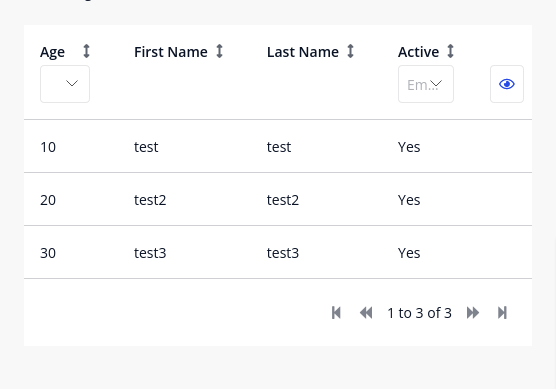 Age First Name Last Name Active
Em...
10 test test Yes
20 test2 test2 Yes
30 test3 test3 Yes
1 to 3 of 3